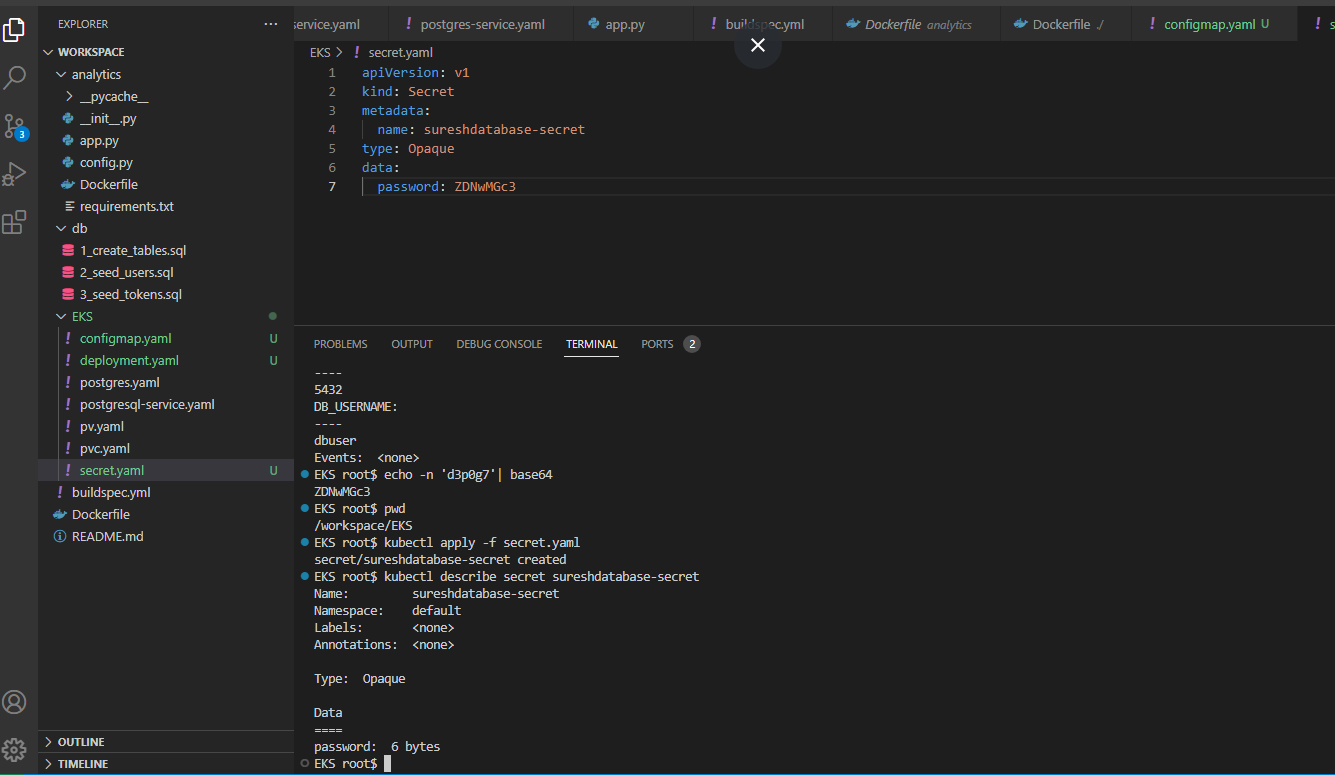 EXPLORER
WORKSPACE
analytics
__pycache__
__init__.py
app.py
config.py
Dockerfile
requirements.txt
db
1_create_tables.sql
2_seed_users.sql
3_seed_tokens.sql
EKS
configmap.yaml U
deployment.yaml U
postgres.yaml
postgresql-service.yaml
pv.yaml
pvc.yaml
secret.yaml U
buildspec.yml
Dockerfile
README.md
OUTLINE
TIMELINE
3
service.yaml ! postgres-service.yaml app.py ! buildspec.yml Dockerfile analytics Dockerfile ./ ! configmap.yaml U ! s
EKS > ! secret.yaml
1 apiVersion: v1
2 kind: Secret
3 metadata:
4 name: sureshdatabase-secret
5 type: Opaque
6 data:
7 password: ZDNwMGc3
PROBLEMS OUTPUT DEBUG CONSOLE TERMINAL PORTS 2
----
5432
DB_USERNAME:
----
dbuser
Events: <none>
EKS root$ echo -n 'd3p0g7'| base64
ZDNwMGc3
EKS root$ pwd
/workspace/EKS
EKS root$ kubectl apply -f secret.yaml
secret/sureshdatabase-secret created
EKS root$ kubectl describe secret sureshdatabase-secret
Name: sureshdatabase-secret
Namespace: default
Labels: <none>
Annotations: <none>
Type: Opaque
Data
====
password: 6 bytes
EKS root$